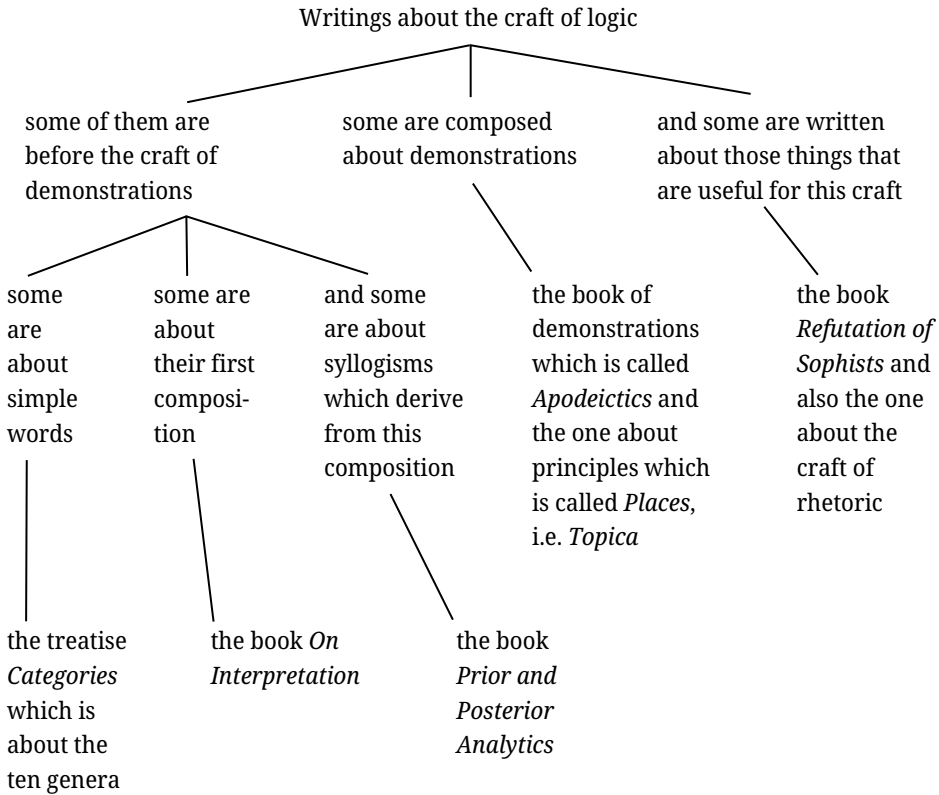 Writings about the craft of logic
some of them are
before the craft of
demonstrations
some are composed
about demonstrations
and some are written
about those things that
are useful for this craft
some
are
about
simple
words
some are
about
their first
composi-
tion
and some
are about
syllogisms
which derive
from this
composition
the book of
demonstrations
which is called
Apodeictics and
the one about
principles which
is called Places,
i.e. Topica
the book
Refutation of
Sophists and
also the one
about the
craft of
rhetoric
the treatise
Categories
which is
about the
ten genera
the book On
Interpretation
the book
Prior and
Posterior
Analytics